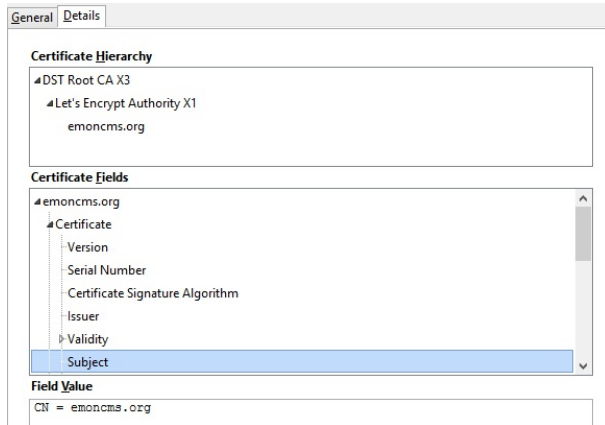 General Details
Certificate Hierarchy
DST Root CA X3
Let's Encrypt Authority X1
emoncms.org
Certificate Fields
emoncms.org
Certificate
Version
Serial Number
Certificate Signature Algorithm
Issuer
Validity
Subject
Field Value
CN = emoncms.org